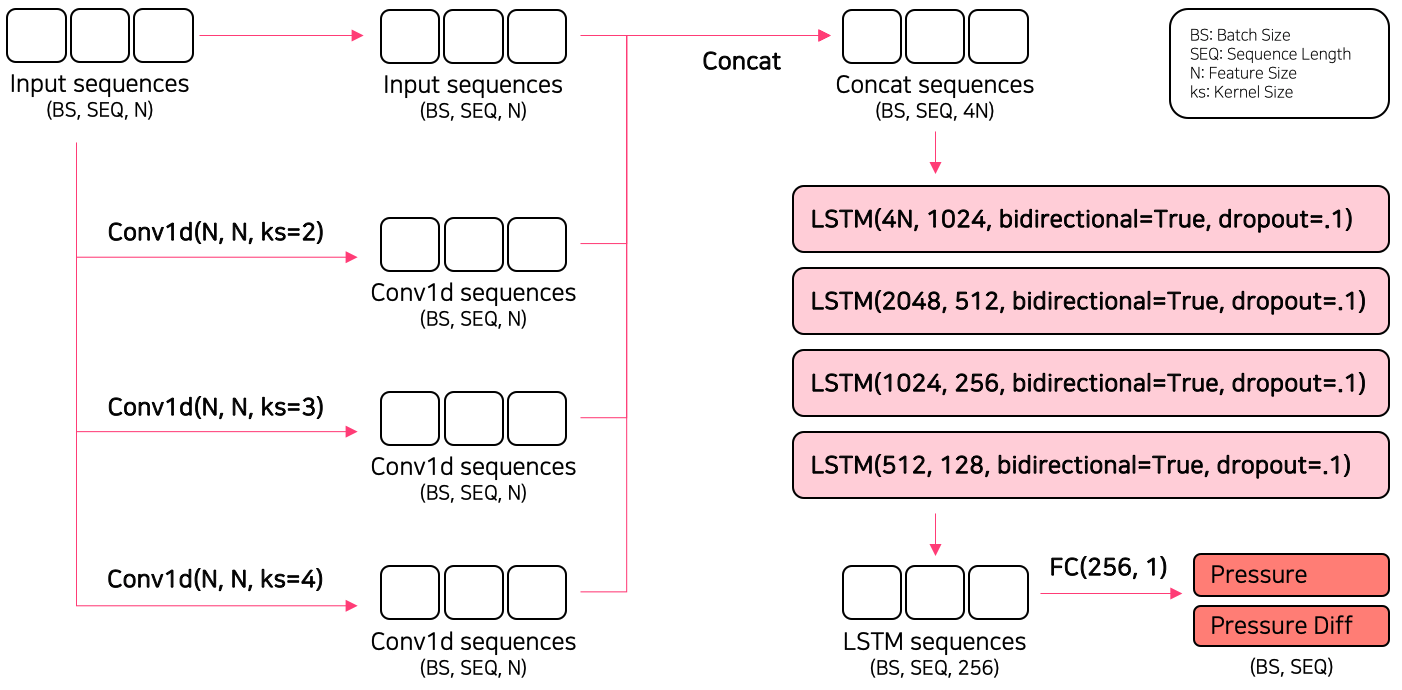 Input sequences
(BS, SEQ, N)
Input sequences
(BS, SEQ, N)
Concat
Concat sequences
(BS, SEQ, 4N)
BS: Batch Size
SEQ: Sequence Length
N: Feature Size
ks: Kernel Size
Conv1d(N, N, ks=2)
Conv1d sequences
(BS, SEQ, N)
Conv1d(N, N, ks=3)
Conv1d sequences
(BS, SEQ, N)
Conv1d(N, N, ks=4)
Conv1d sequences
(BS, SEQ, N)
LSTM(4N, 1024, bidirectional=True, dropout=.1)
LSTM(2048, 512, bidirectional=True, dropout=.1)
LSTM(1024, 256, bidirectional=True, dropout=.1)
LSTM(512, 128, bidirectional=True, dropout=.1)
LSTM sequences
(BS, SEQ, 256)
FC(256, 1)
Pressure
Pressure Diff
(BS, SEQ)